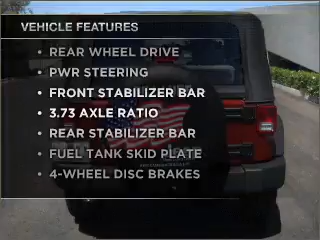 VEHICLE FEATURES
• REAR WHEEL DRIVE
• PWR STEERING
• FRONT STABILIZER BAR
• 3.73 AXLE RATIO
• REAR STABILIZER BAR
• FUEL TANK SKID PLATE
• 4-WHEEL DISC BRAKES
Jeep